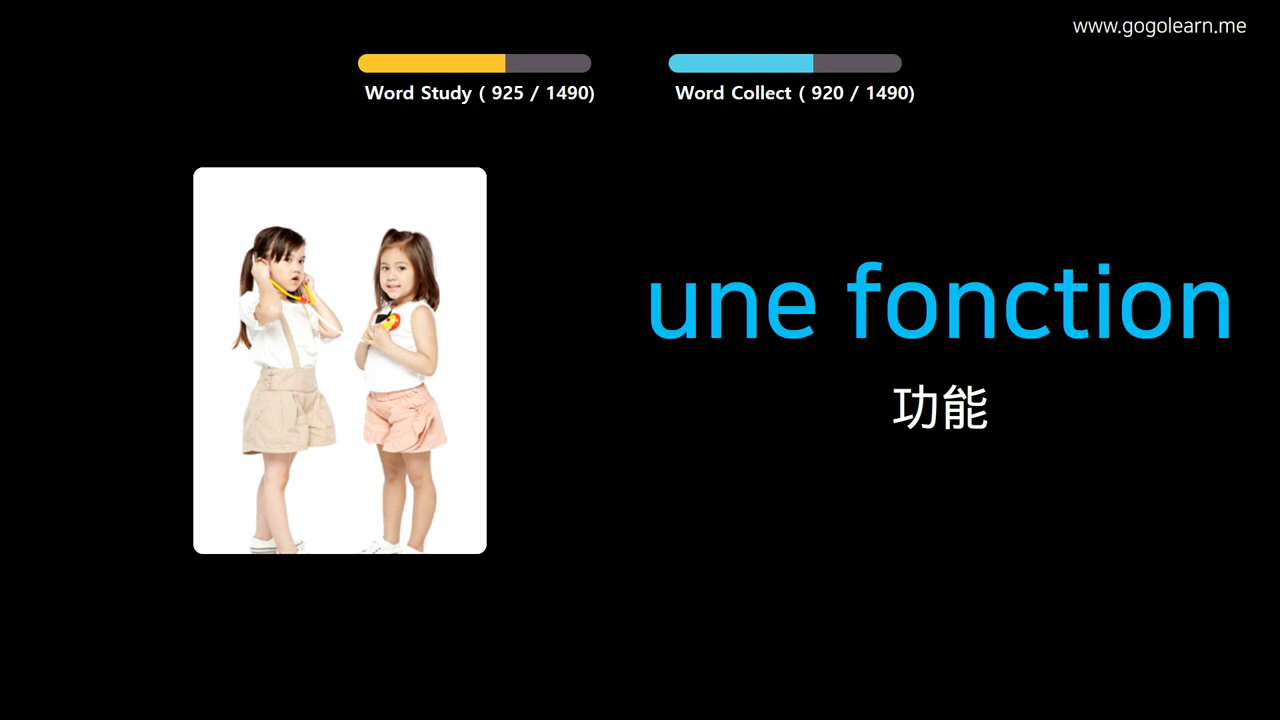 www.gogolearn.me
Word Study ( 925 / 1490)
Word Collect ( 920 / 1490)
une fonction
功能